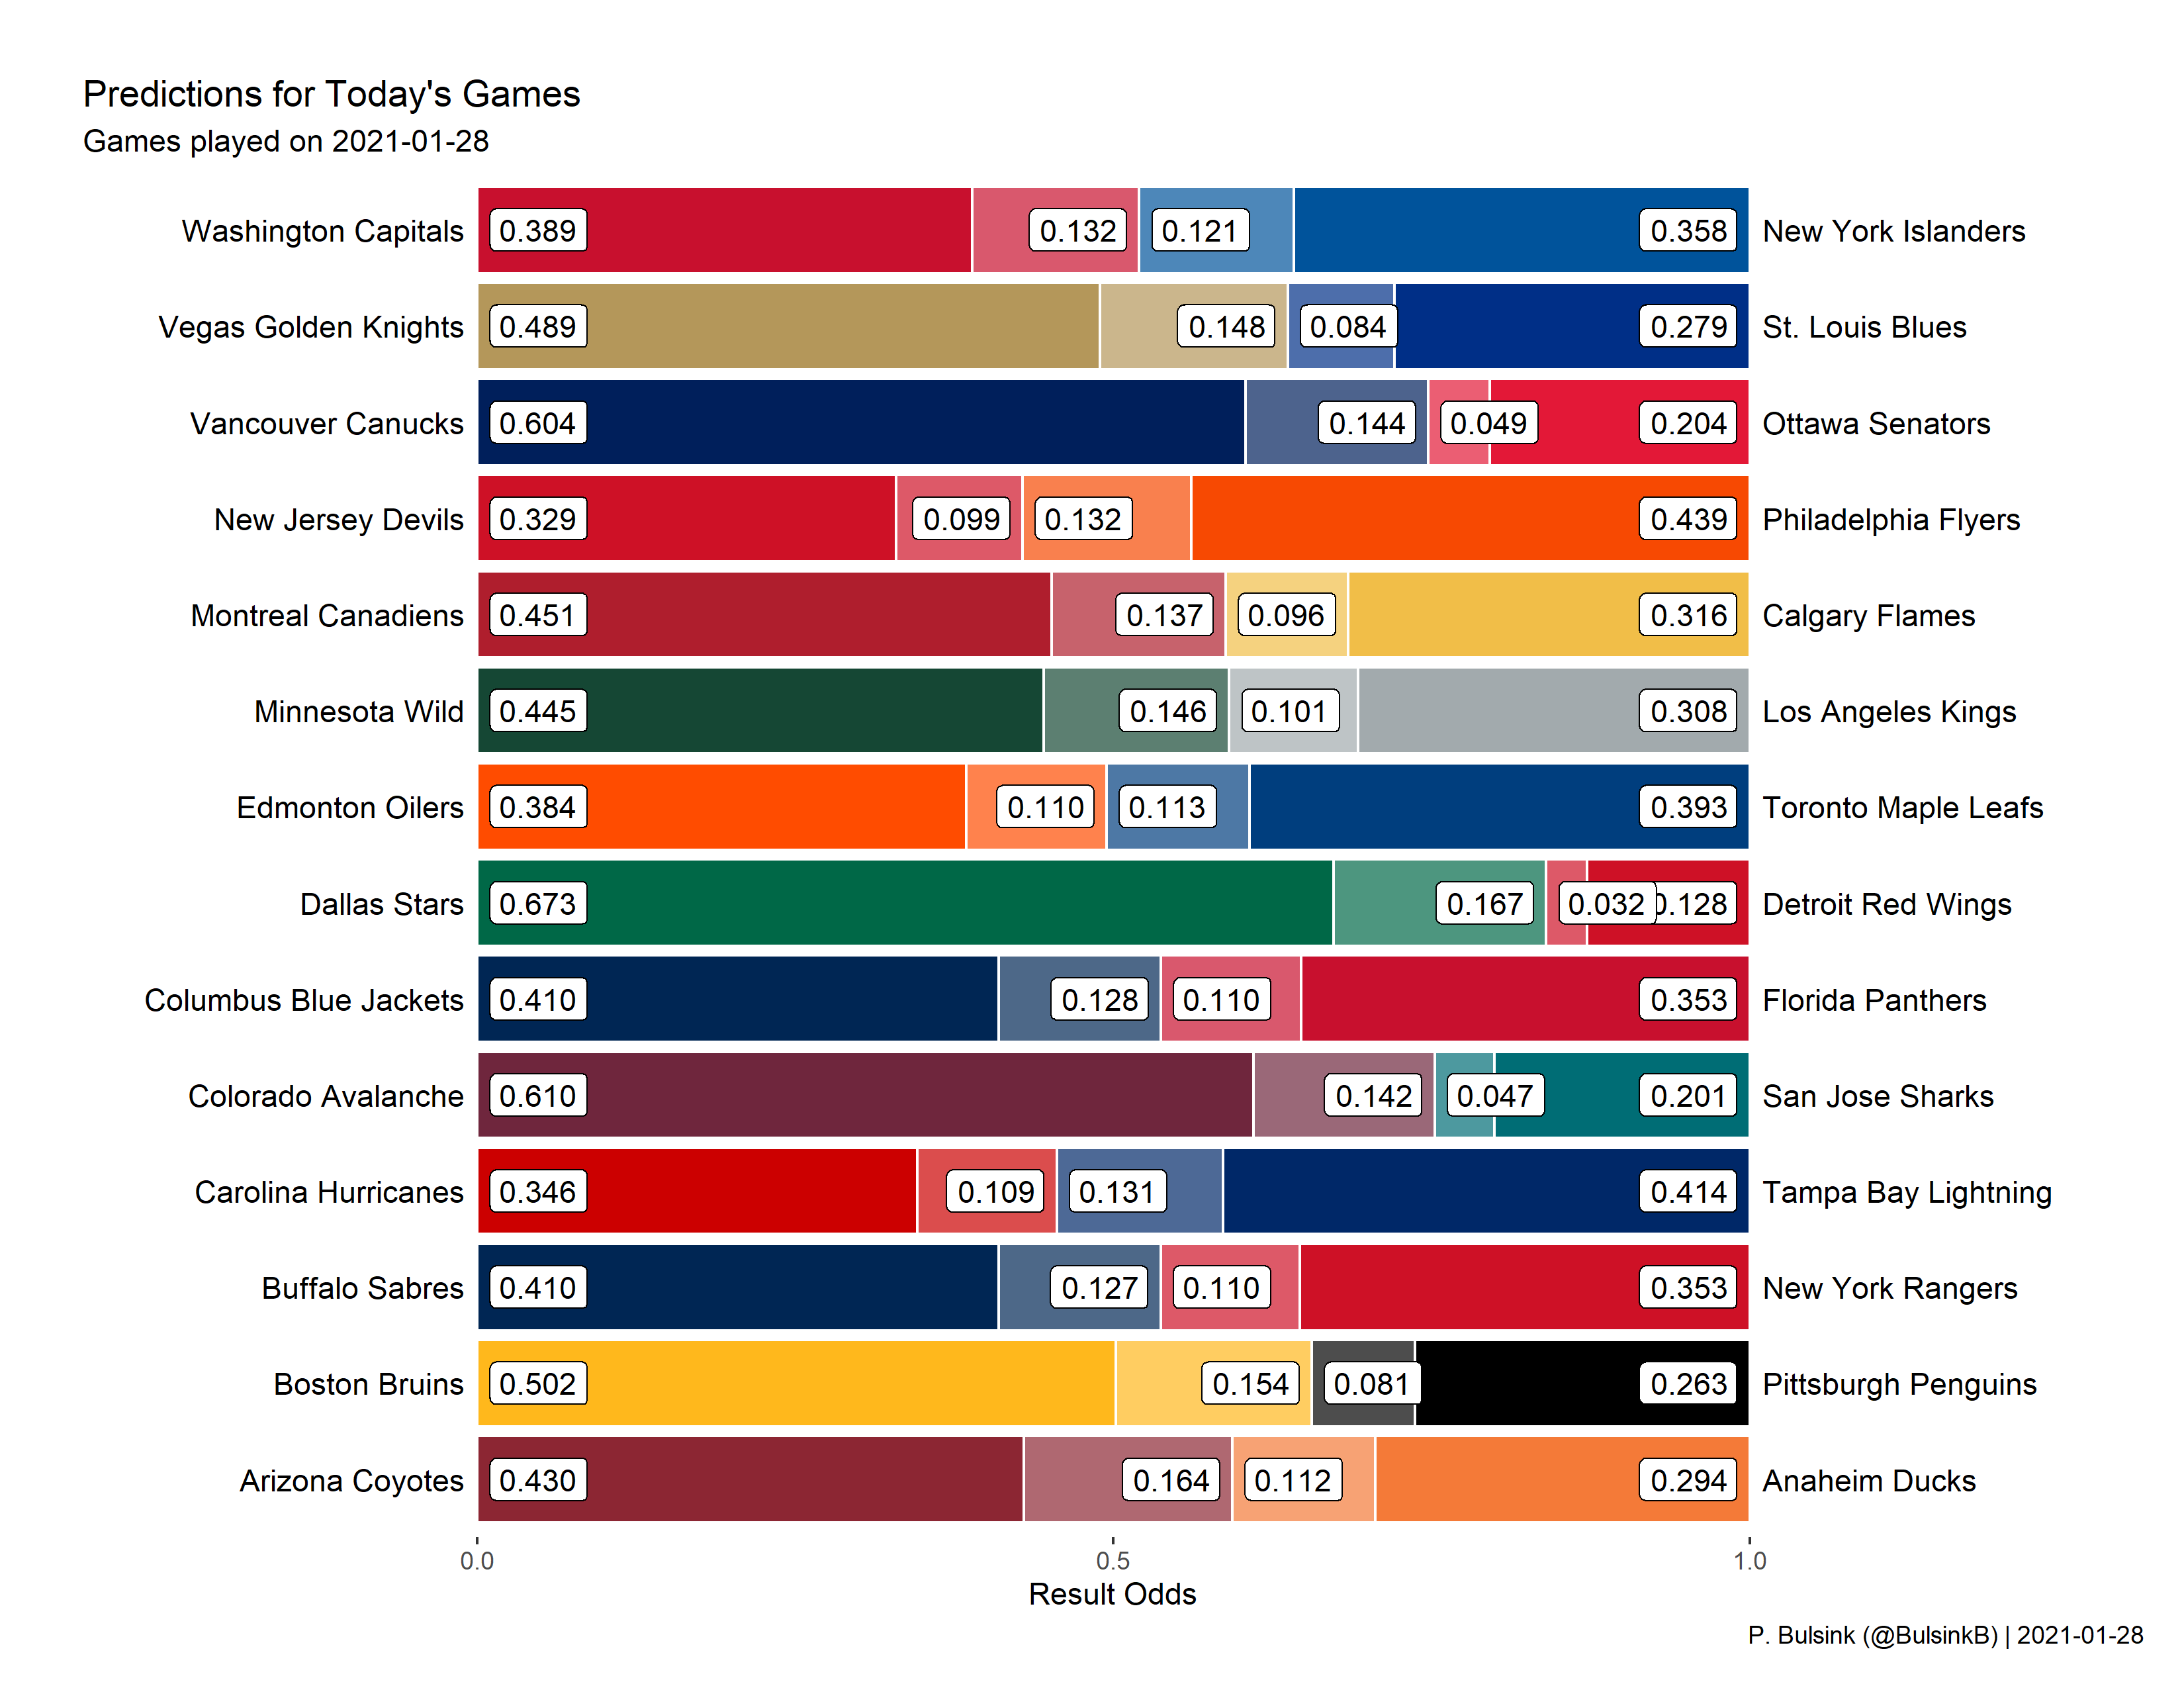 Predictions for Today's Games
Games played on 2021-01-28
Washington Capitals 0.389 0.132 0.121 0.358 New York Islanders
Vegas Golden Knights 0.489 0.148 0.084 0.279 St. Louis Blues
Vancouver Canucks 0.604 0.144 0.049 0.204 Ottawa Senators
New Jersey Devils 0.329 0.099 0.132 0.439 Philadelphia Flyers
Montreal Canadiens 0.451 0.137 0.096 0.316 Calgary Flames
Minnesota Wild 0.445 0.146 0.101 0.308 Los Angeles Kings
Edmonton Oilers 0.384 0.110 0.113 0.393 Toronto Maple Leafs
Dallas Stars 0.673 0.167 0.032 0.128 Detroit Red Wings
Columbus Blue Jackets 0.410 0.128 0.110 0.353 Florida Panthers
Colorado Avalanche 0.610 0.142 0.047 0.201 San Jose Sharks
Carolina Hurricanes 0.346 0.109 0.131 0.414 Tampa Bay Lightning
Buffalo Sabres 0.410 0.127 0.110 0.353 New York Rangers
Boston Bruins 0.502 0.154 0.081 0.263 Pittsburgh Penguins
Arizona Coyotes 0.430 0.164 0.112 0.294 Anaheim Ducks
0.0 0.5 1.0
Result Odds
P. Bulsink (@BulsinkB) | 2021-01-28